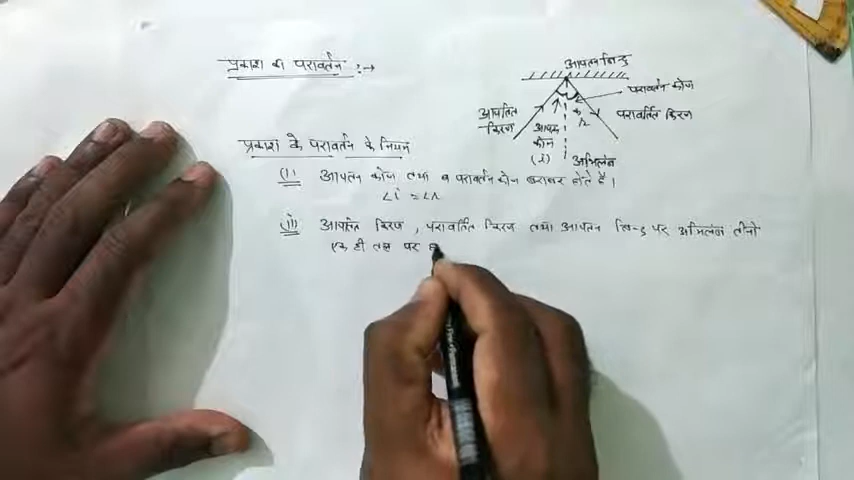 प्रकाश का परावर्तन :→
आपतन बिन्दु
परावर्तन कोण
आपतित
किरण
परावर्तित किरण
आपतन
कोण
(i)
अभिलंब
प्रकाश के परावर्तन के नियम
(i) आपतन कोण तथा व परावर्तन कोण बराबर होते है।
∠i = ∠r
(ii) आपतित किरण, परावर्तित किरण तथा आपतन बिन्दु पर अभिलंब तीनो
एक ही तल पर